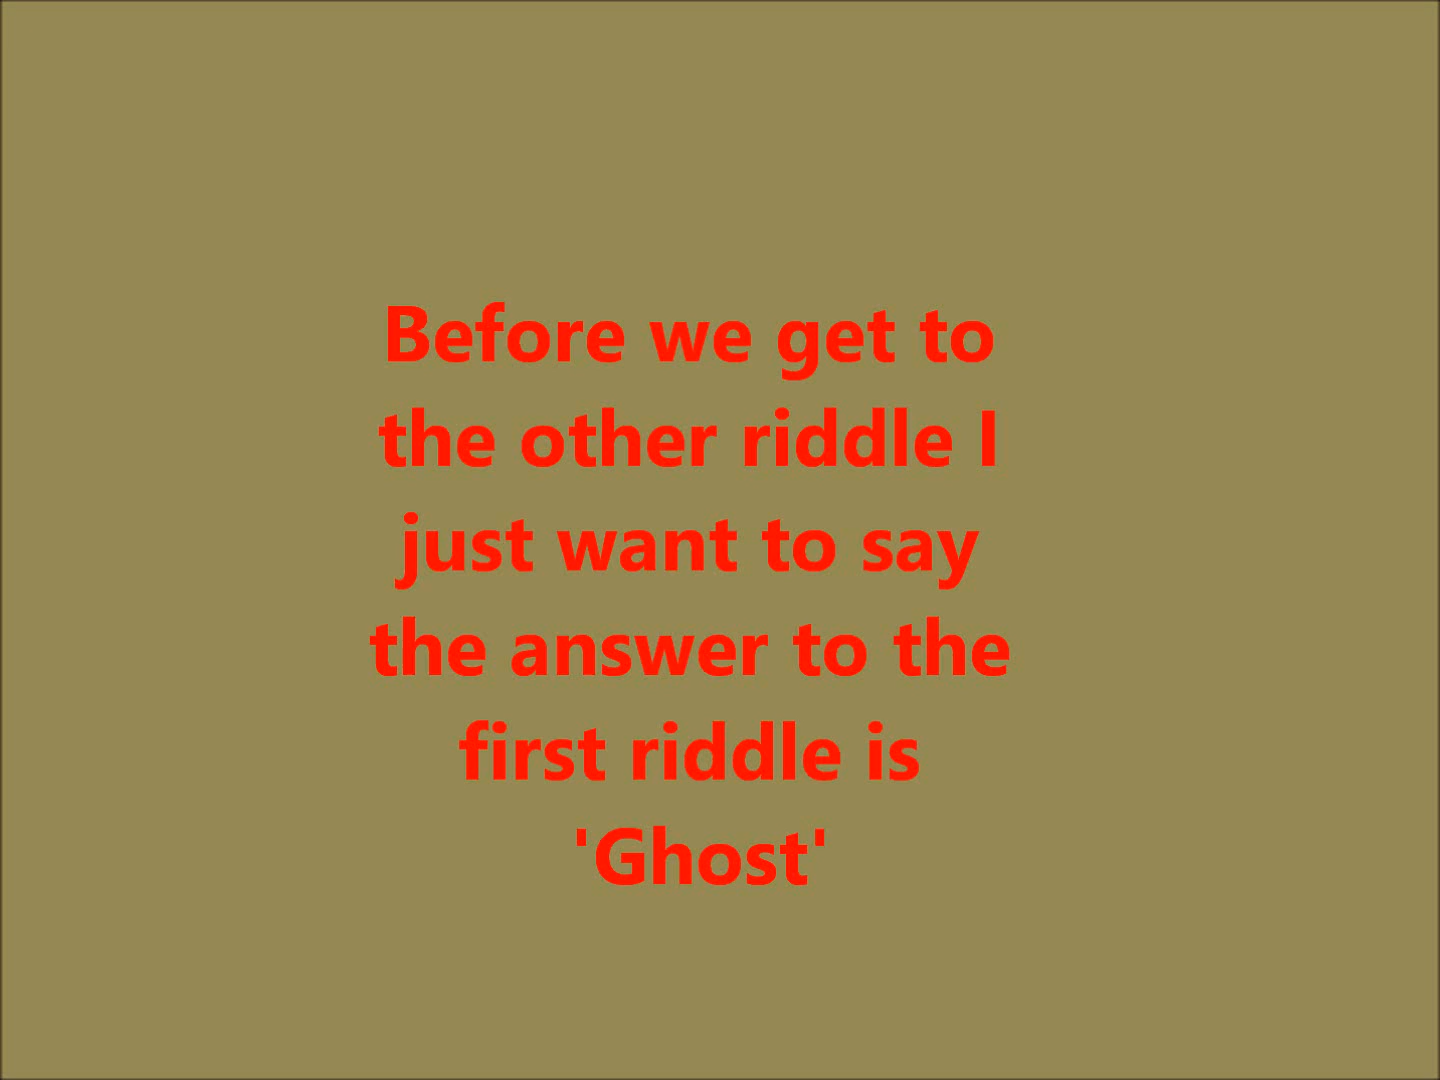 Before we get to
the other riddle I
just want to say
the answer to the
first riddle is
'Ghost'